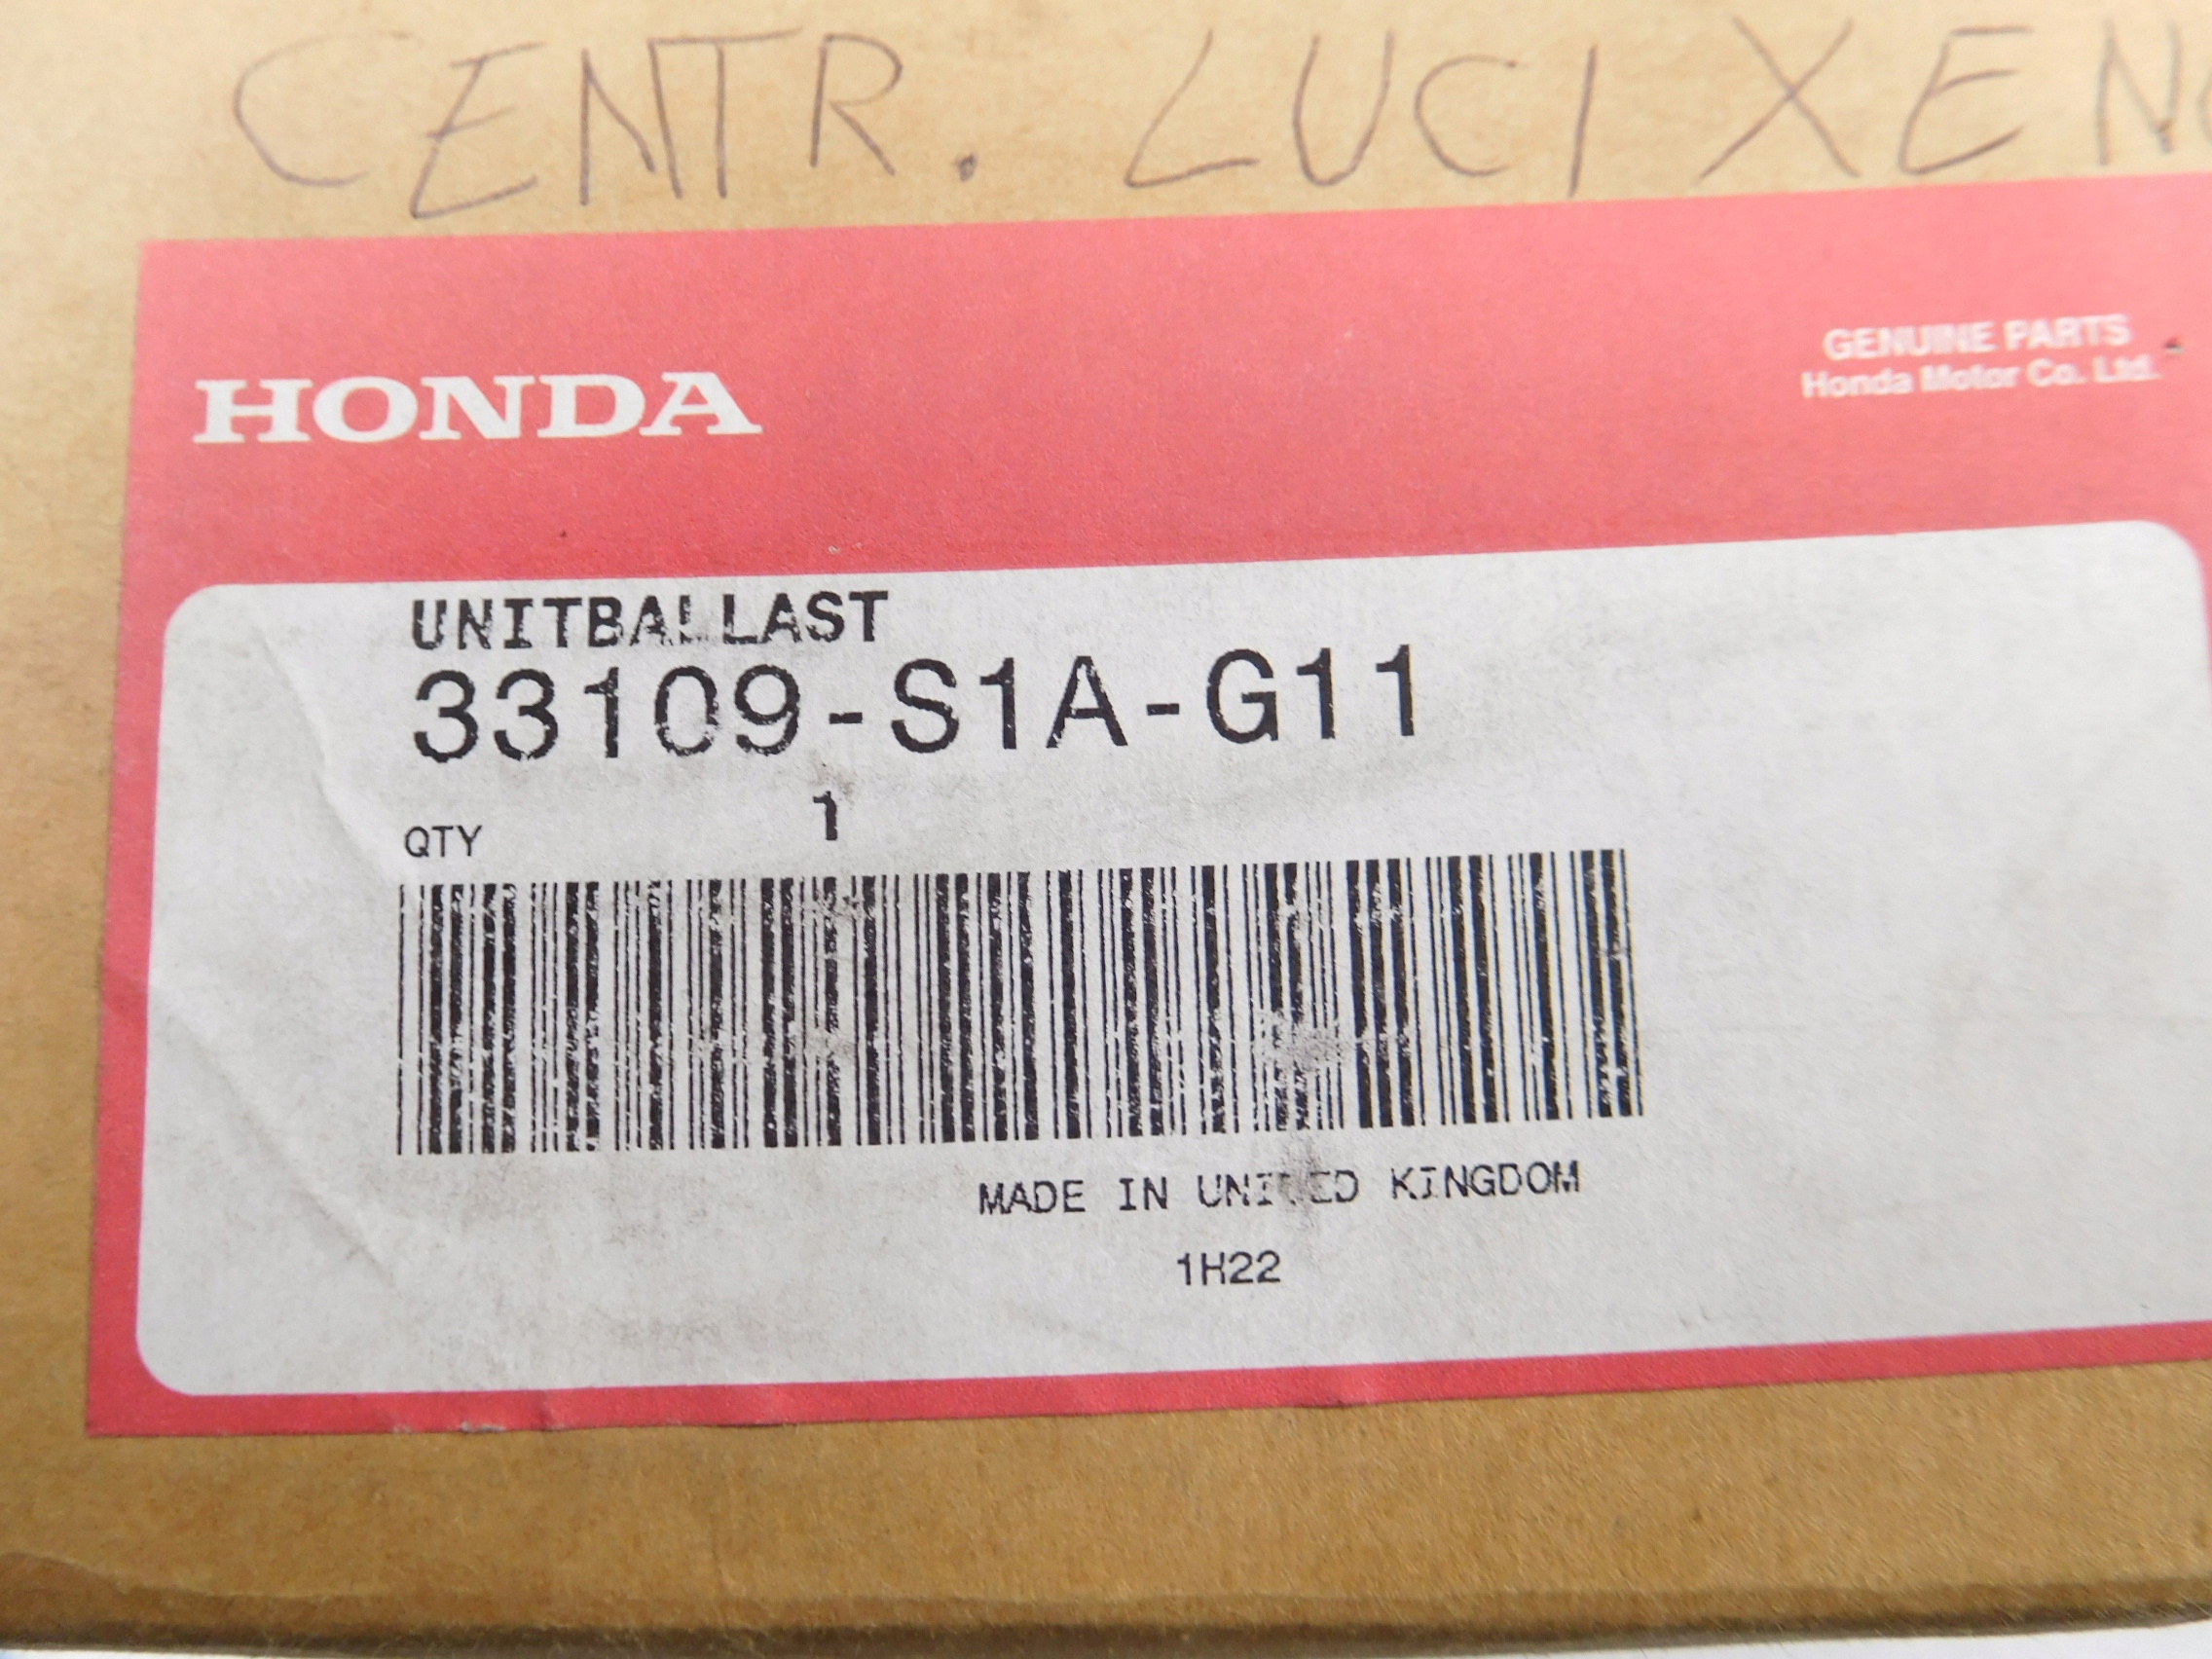 CENTR. LUCI XENO
HONDA
GENUINE PARTS
Honda Motor Co. Ltd.
UNITBALLAST
33109-S1A-G11
1
QTY
MADE IN UNITED KINGDOM
1H22